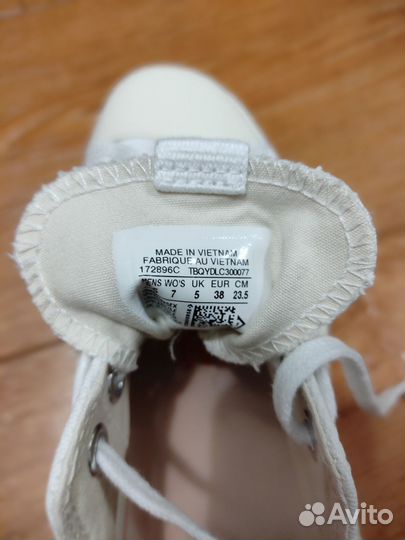 MADE IN VIETNAM
FABRIQUE AU VIETNAM
172896C TBQYDLC300077
MENS WO'S UK EUR CM
7 5 38 23.5
Avito